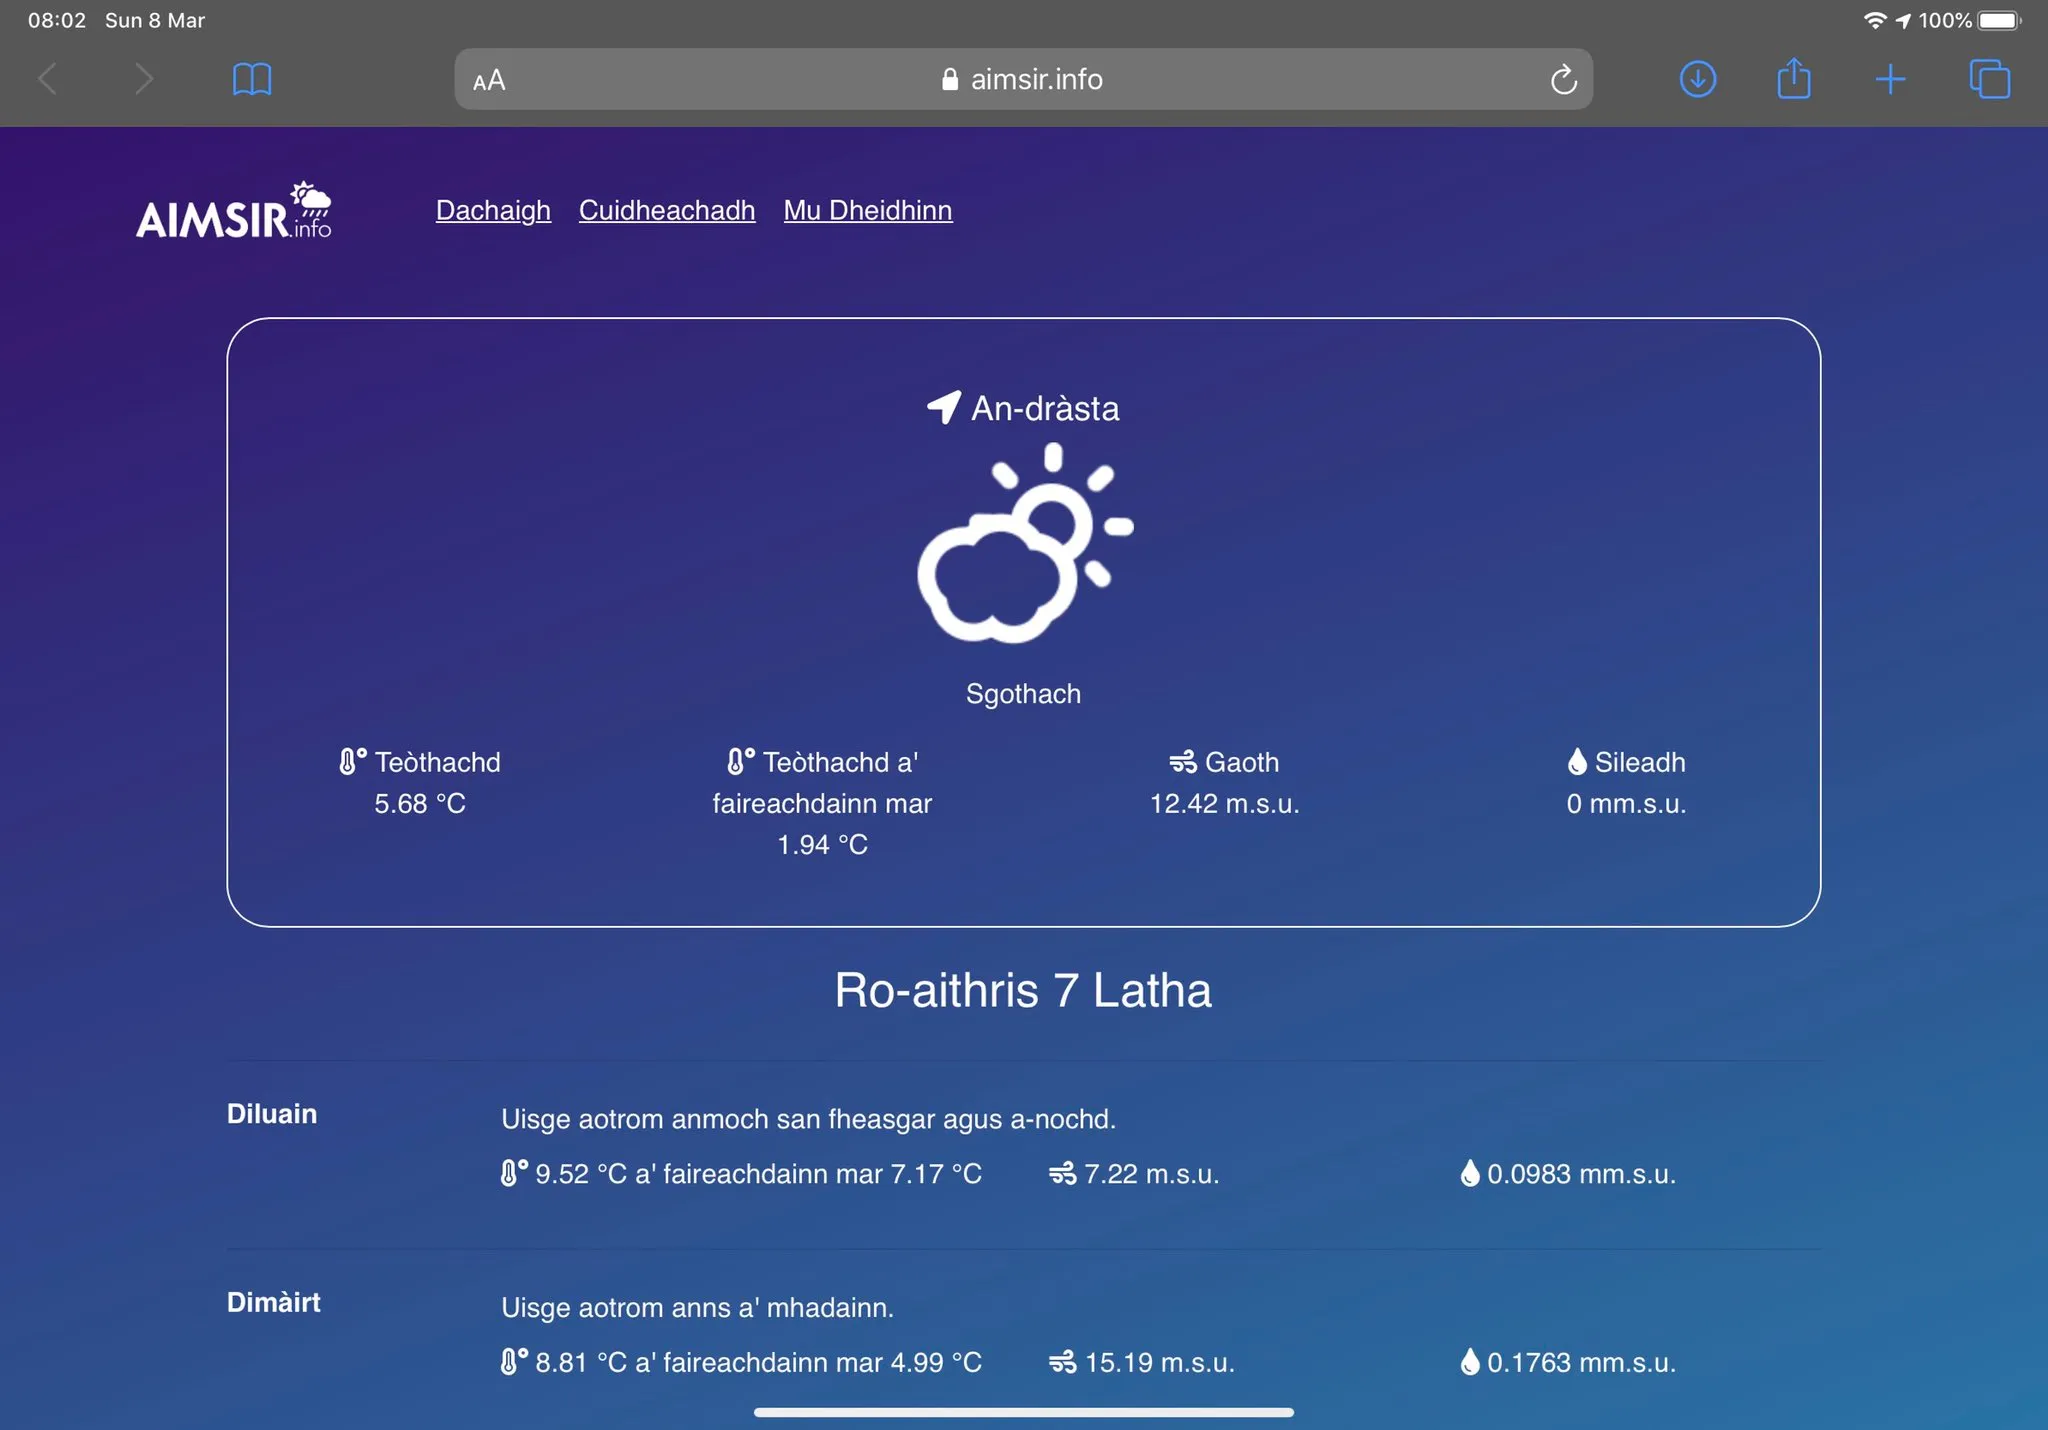 08:02 Sun 8 Mar
100%
AA
aimsir.info
AIMSIR.info
Dachaigh Cuidheachadh Mu Dheidhinn
An-dràsta
Sgothach
Teòthachd
5.68 °C
Teòthachd a'
faireachdainn mar
1.94 °C
Gaoth
12.42 m.s.u.
Sileadh
0 mm.s.u.
Ro-aithris 7 Latha
Diluain
Uisge aotrom anmoch san fheasgar agus a-nochd.
9.52 °C a' faireachdainn mar 7.17 °C 7.22 m.s.u. 0.0983 mm.s.u.
Dimàirt
Uisge aotrom anns a' mhadainn.
8.81 °C a' faireachdainn mar 4.99 °C 15.19 m.s.u. 0.1763 mm.s.u.